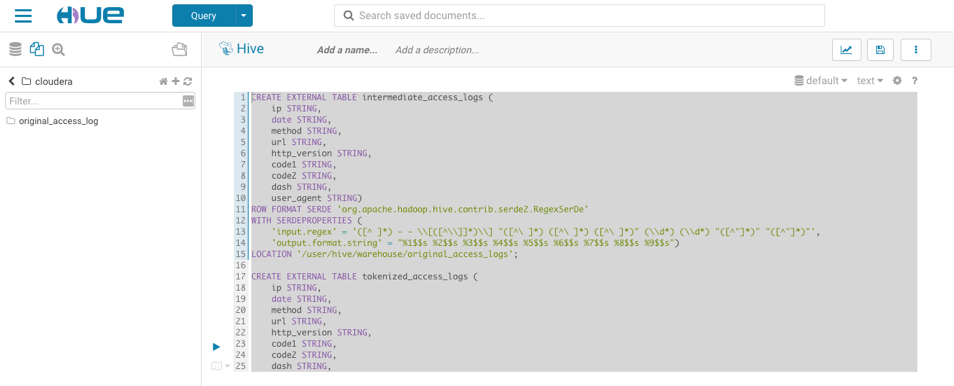 HUE
Query
Search saved documents...
Hive
Add a name...
Add a description...
cloudera
Filter...
original_access_log
default
text
?
1 CREATE EXTERNAL TABLE intermediate_access_logs (
2 ip STRING,
3 date STRING,
4 method STRING,
5 url STRING,
6 http_version STRING,
7 code1 STRING,
8 code2 STRING,
9 dash STRING,
10 user_agent STRING)
11 ROW FORMAT SERDE 'org.apache.hadoop.hive.contrib.serde2.RegexSerDe'
12 WITH SERDEPROPERTIES (
13 'input.regex' = '([^ ]*) - - \\[([^\\]]*)\\] "([^\ ]*) ([^\ ]*) ([^\ ]*)" (\\d*) (\\d*) "([^"]*)" "([^"]*)"',
14 'output.format.string' = "%1$$s %2$$s %3$$s %4$$s %5$$s %6$$s %7$$s %8$$s %9$$s")
15 LOCATION '/user/hive/warehouse/original_access_logs';
16
17 CREATE EXTERNAL TABLE tokenized_access_logs (
18 ip STRING,
19 date STRING,
20 method STRING,
21 url STRING,
22 http_version STRING,
23 code1 STRING,
24 code2 STRING,
25 dash STRING,